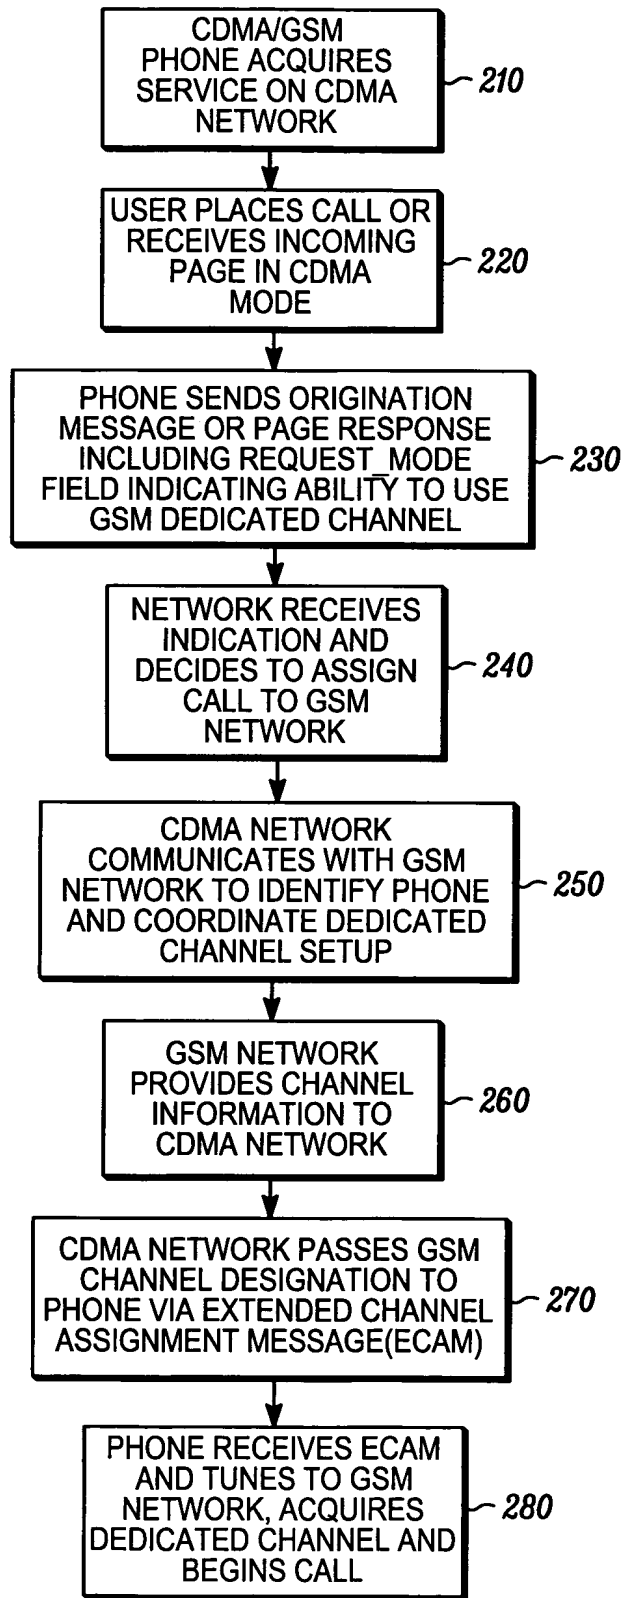 CDMA/GSM
PHONE ACQUIRES
SERVICE ON CDMA
NETWORK
210
USER PLACES CALL OR
RECEIVES INCOMING
PAGE IN CDMA
MODE
220
PHONE SENDS ORIGINATION
MESSAGE OR PAGE RESPONSE
INCLUDING REQUEST_MODE
FIELD INDICATING ABILITY TO USE
GSM DEDICATED CHANNEL
230
NETWORK RECEIVES
INDICATION AND
DECIDES TO ASSIGN
CALL TO GSM
NETWORK
240
CDMA NETWORK
COMMUNICATES WITH GSM
NETWORK TO IDENTIFY PHONE
AND COORDINATE DEDICATED
CHANNEL SETUP
250
GSM NETWORK
PROVIDES CHANNEL
INFORMATION TO
CDMA NETWORK
260
CDMA NETWORK PASSES GSM
CHANNEL DESIGNATION TO
PHONE VIA EXTENDED CHANNEL
ASSIGNMENT MESSAGE(ECAM)
270
PHONE RECEIVES ECAM
AND TUNES TO GSM
NETWORK, ACQUIRES
DEDICATED CHANNEL AND
BEGINS CALL
280